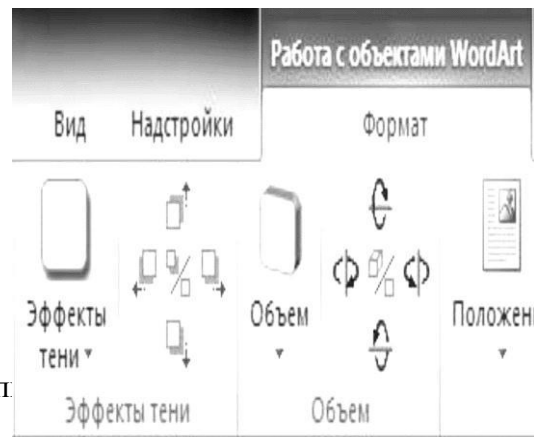 Работа с объектами WordArt
Вид Надстройки Формат
Эффекты тени
Объем
Эффекты тени Объем